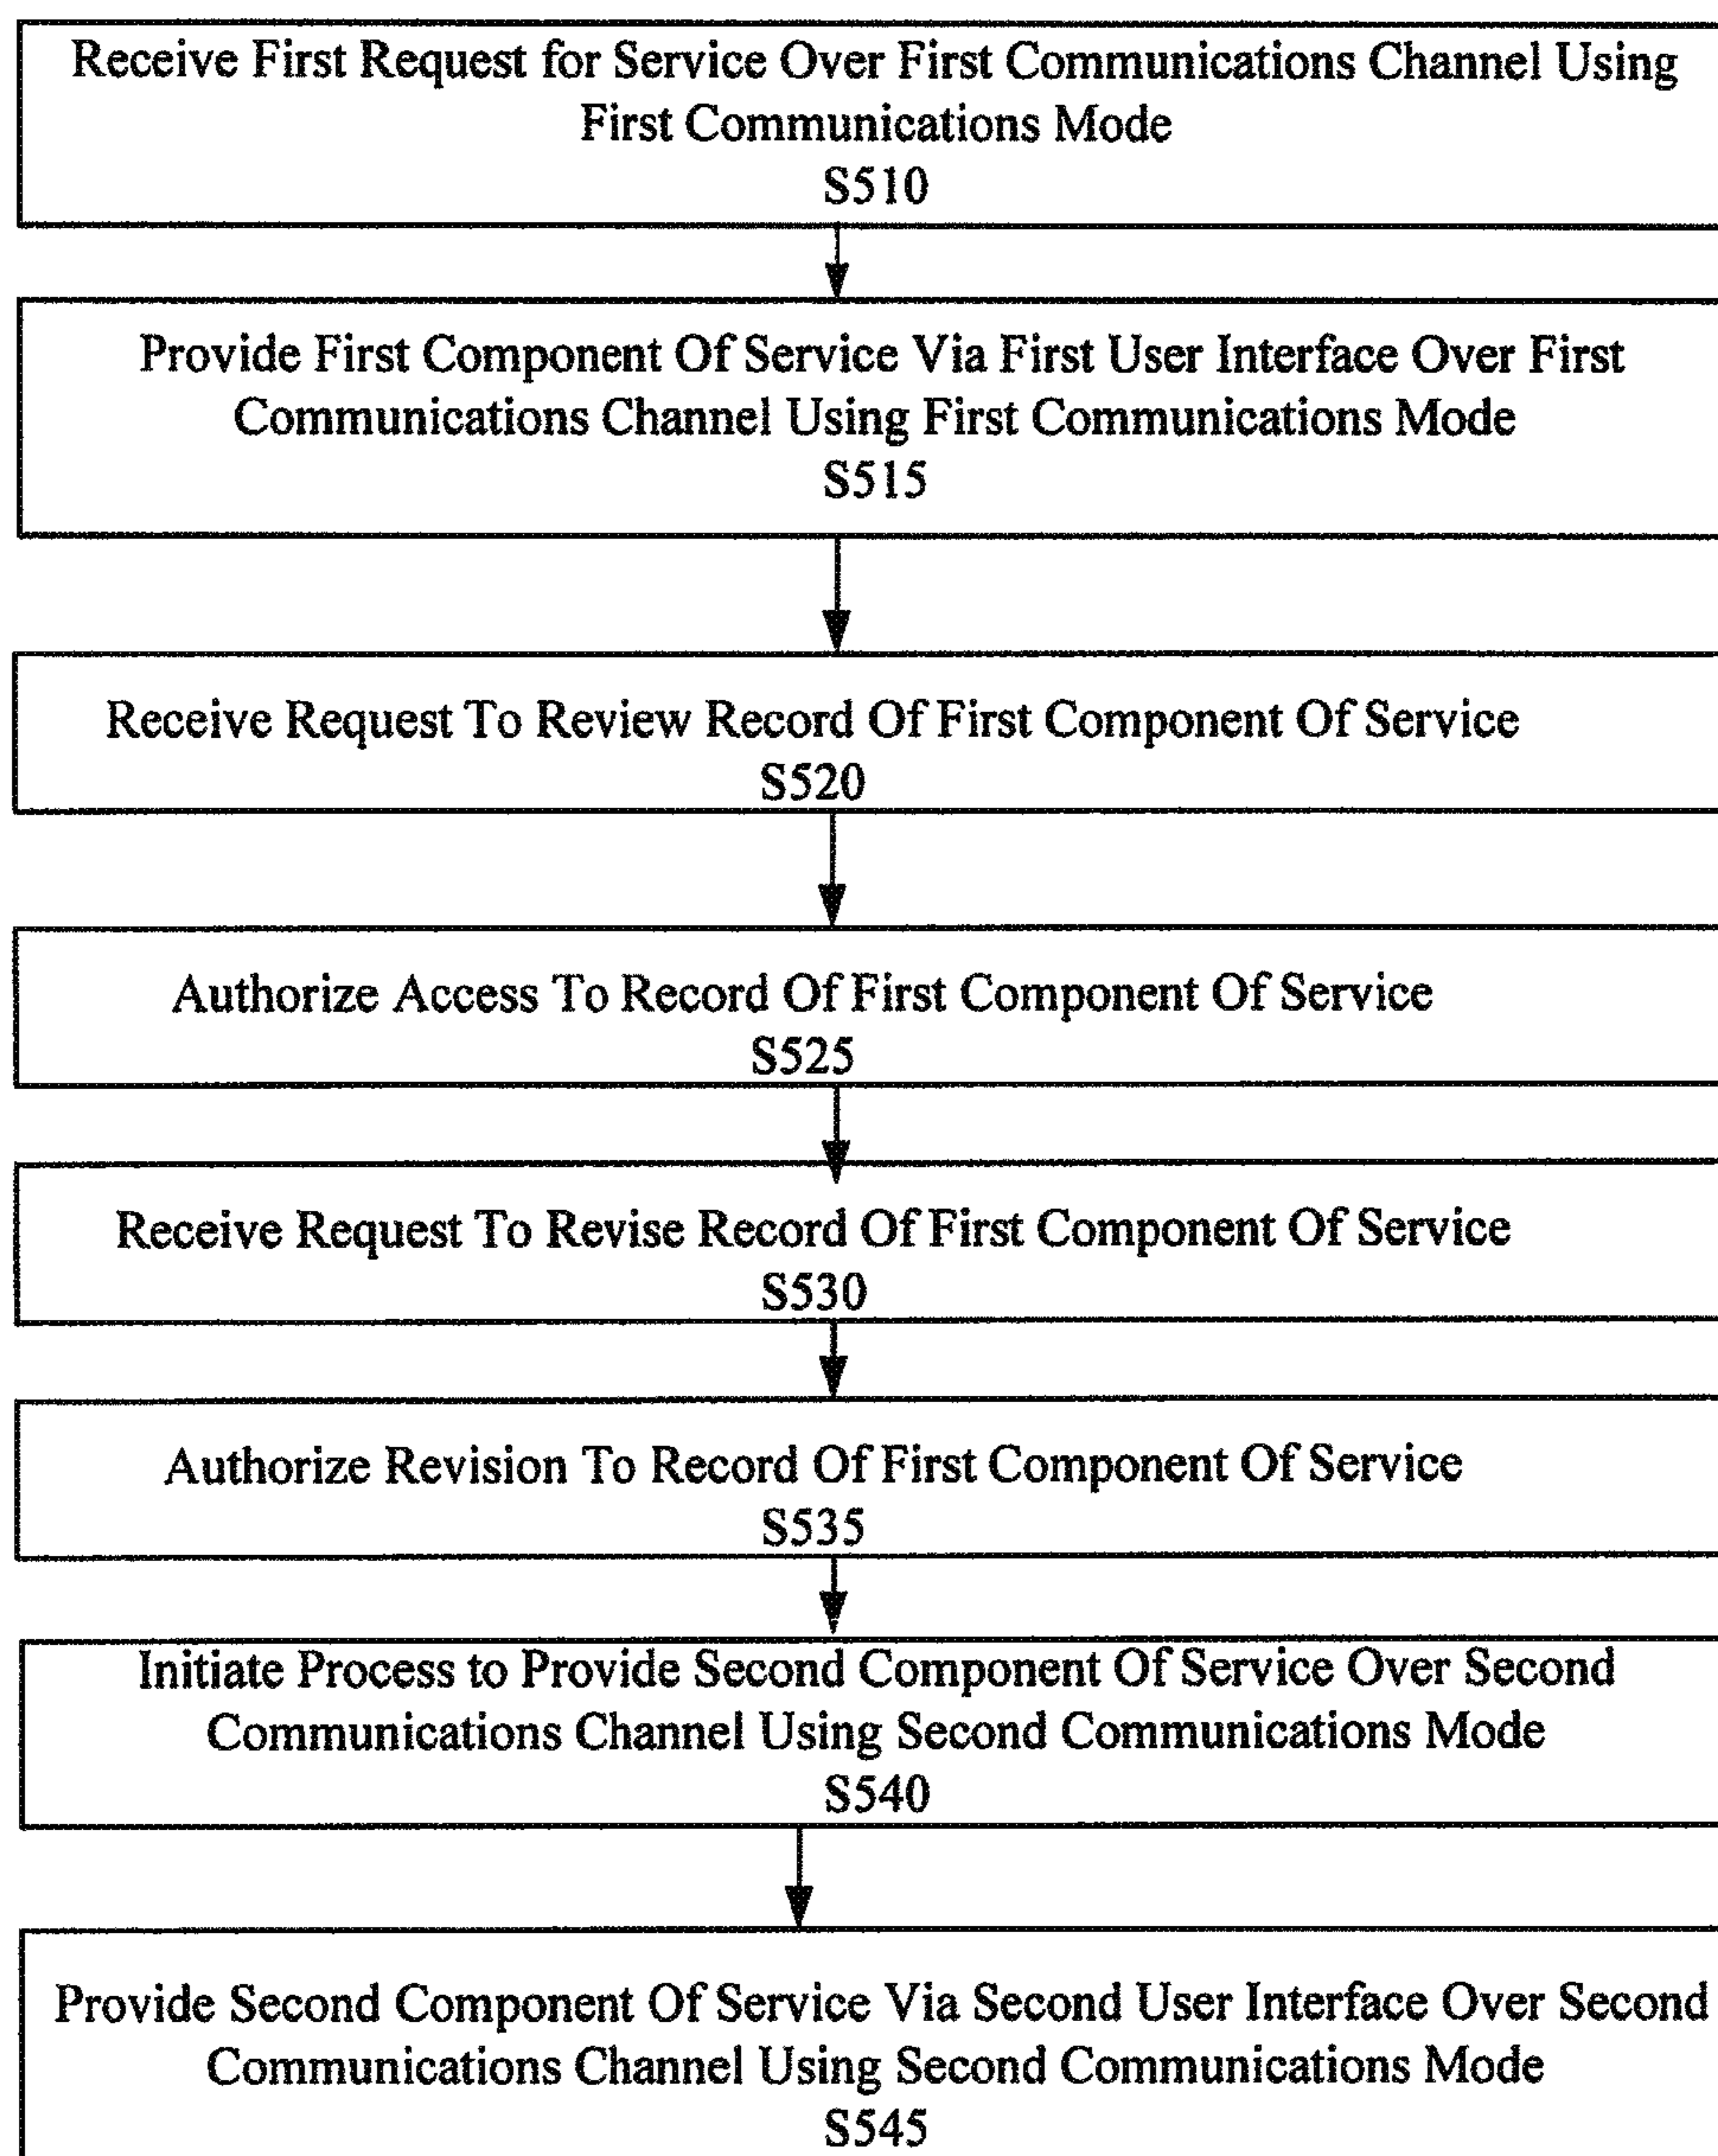 Receive First Request for Service Over First Communications Channel Using
First Communications Mode
S510
Provide First Component Of Service Via First User Interface Over First
Communications Channel Using First Communications Mode
S515
Receive Request To Review Record Of First Component Of Service
S520
Authorize Access To Record Of First Component Of Service
S525
Receive Request To Revise Record Of First Component Of Service
S530
Authorize Revision To Record Of First Component Of Service
S535
Initiate Process to Provide Second Component Of Service Over Second
Communications Channel Using Second Communications Mode
S540
Provide Second Component Of Service Via Second User Interface Over Second
Communications Channel Using Second Communications Mode
S545